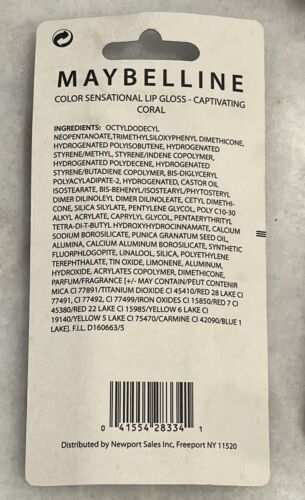 MAYBELLINE
COLOR SENSATIONAL LIP GLOSS - CAPTIVATING
CORAL
INGREDIENTS: OCTYLDODECYL
NEOPENTANOATE,TRIMETHYLSILOXYPHENYL DIMETHICONE,
HYDROGENATED POLYISOBUTENE, HYDROGENATED
STYRENE/METHYL, STYRENE/INDENE COPOLYMER,
HYDROGENATED POLYDECENE, HYDROGENATED
STYRENE/BUTADIENE COPOLYMER, BIS-DIGLYCERYL
POLYACYLADIPATE-2, HYDROGENATED, CASTOR OIL
ISOSTEARATE, BIS-BEHENYL/ISOSTEARYL/PHYTOSTERYL
DIMER DILINOLEYL DIMER DILINOLEATE, CETYL DIMETHI-
CONE, SILICA SILYLATE, PENTYLENE GLYCOL, POLY C10-30
ALKYL ACRYLATE, CAPRYLYL GLYCOL, PENTAERYTHRITYL
TETRA-DI-T-BUTYL HYDROXYHYDROCINNAMATE, CALCIUM
SODIUM BOROSILICATE, PUNICA GRANATUM SEED OIL,
ALUMINA, CALCIUM ALUMINUM BOROSILICATE, SYNTHETIC
FLUORPHLOGOPITE, LINALOOL, SILICA, POLYETHYLENE
TEREPHTHALATE, TIN OXIDE, LIMONENE, ALUMINUM,
HYDROXIDE, ACRYLATES COPOLYMER, DIMETHICONE,
PARFUM/FRAGRANCE [+/- MAY CONTAIN/PEUT CONTENIR
MICA CI 77891/TITANIUM DIOXIDE CI 45410/RED 28 LAKE CI
77491, CI 77492, CI 77499/IRON OXIDES CI 15850/RED 7 CI
45380/RED 22 LAKE CI 15985/YELLOW 6 LAKE CI
19140/YELLOW 5 LAKE CI 75470/CARMINE CI 42090/BLUE 1
LAKE). F.I.L. D160663/5
0 41554 28334 1
Distributed by Newport Sales Inc, Freeport NY 11520